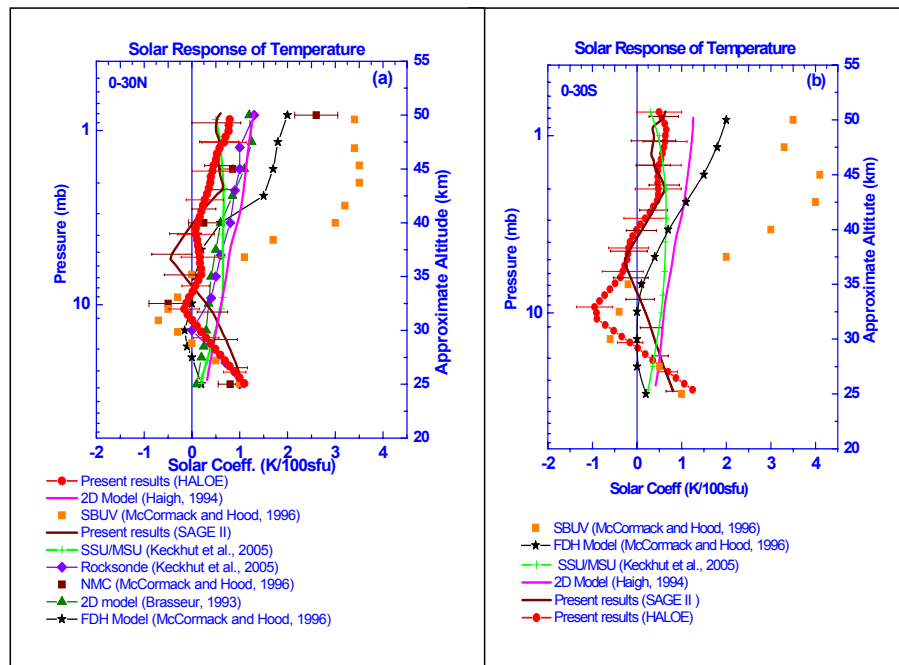 Solar Response of Temperature
(a)
0-30N
Pressure (mb)
1
10
55
50
45
40
35
30
25
20
Approximate Altitude (km)
-2 -1 0 1 2 3 4
Solar Coeff. (K/100sfu)
Present results (HALOE)
2D Model (Haigh, 1994)
SBUV (McCormack and Hood, 1996)
Present results (SAGE II)
SSU/MSU (Keckhut et al., 2005)
Rocksonde (Keckhut et al., 2005)
NMC (McCormack and Hood, 1996)
2D model (Brasseur, 1993)
FDH Model (McCormack and Hood, 1996)
Solar Response of Temperature
(b)
0-30S
Pressure (mb)
1
10
55
50
45
40
35
30
25
20
Approximate Altitute (km)
-2 -1 0 1 2 3 4
Solar Coeff (K/100sfu)
SBUV (McCormack and Hood, 1996)
FDH Model (McCormack and Hood, 1996)
SSU/MSU (Keckhut et al., 2005)
2D Model (Haigh, 1994)
Present results (SAGE II )
Present results (HALOE)